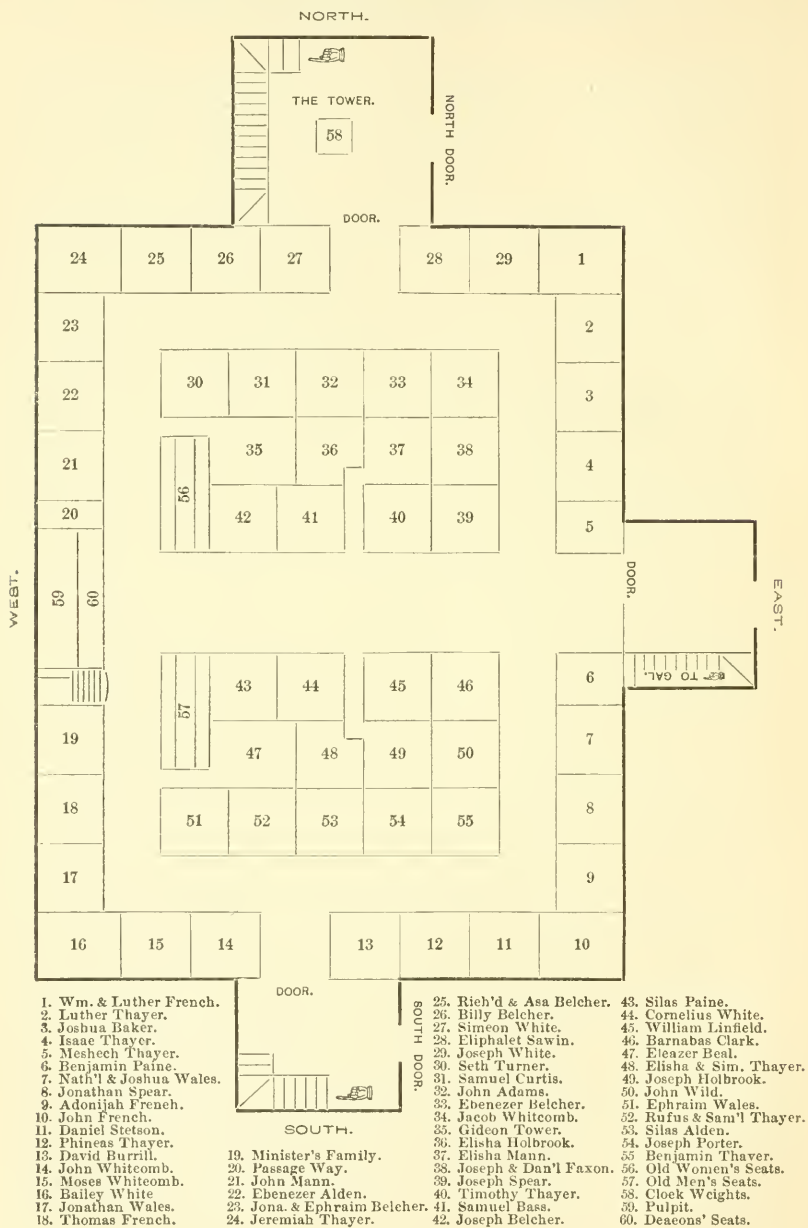 NORTH.
THE TOWER.
58
NORTH DOOR.
DOOR.
24 25 26 27 28 29 1
23 2
30 31 32 33 34
22 3
35 36 37 38
21 4
56
20 42 41 40 39 5
WEST.
59 60
DOOR.
EAST.
TO GAL.
43 44 45 46 6
57
19 47 48 49 50 7
18 51 52 53 54 55 8
17 9
16 15 14 13 12 11 10
DOOR.
SOUTH DOOR.
SOUTH.
1. Wm. & Luther French.
2. Luther Thayer.
3. Joshua Baker.
4. Isaac Thayer.
5. Meshech Thayer.
6. Benjamin Paine.
7. Nath'l & Joshua Wales.
8. Jonathan Spear.
9. Adonijah French.
10. John French.
11. Daniel Stetson.
12. Phineas Thayer.
13. David Burrill.
14. John Whitcomb.
15. Moses Whitcomb.
16. Bailey White
17. Jonathan Wales.
18. Thomas French.
19. Minister's Family.
20. Passage Way.
21. John Mann.
22. Ebenezer Alden.
23. Jona. & Ephraim Belcher.
24. Jeremiah Thayer.
25. Rich'd & Asa Belcher.
26. Billy Belcher.
27. Simeon White.
28. Eliphalet Sawin.
29. Joseph White.
30. Seth Turner.
31. Samuel Curtis.
32. John Adams.
33. Ebenezer Belcher.
34. Jacob Whitcomb.
35. Gideon Tower.
36. Elisha Holbrook.
37. Elisha Mann.
38. Joseph & Dan'l Faxon.
39. Joseph Spear.
40. Timothy Thayer.
41. Samuel Bass.
42. Joseph Belcher.
43. Silas Paine.
44. Cornelius White.
45. William Linfield.
46. Barnabas Clark.
47. Eleazer Beal.
48. Elisha & Sim. Thayer.
49. Joseph Holbrook.
50. John Wild.
51. Ephraim Wales.
52. Rufus & Sam'l Thayer.
53. Silas Alden.
54. Joseph Porter.
55 Benjamin Thayer.
56. Old Women's Seats.
57. Old Men's Seats.
58. Clock Weights.
59. Pulpit.
60. Deacons' Seats.